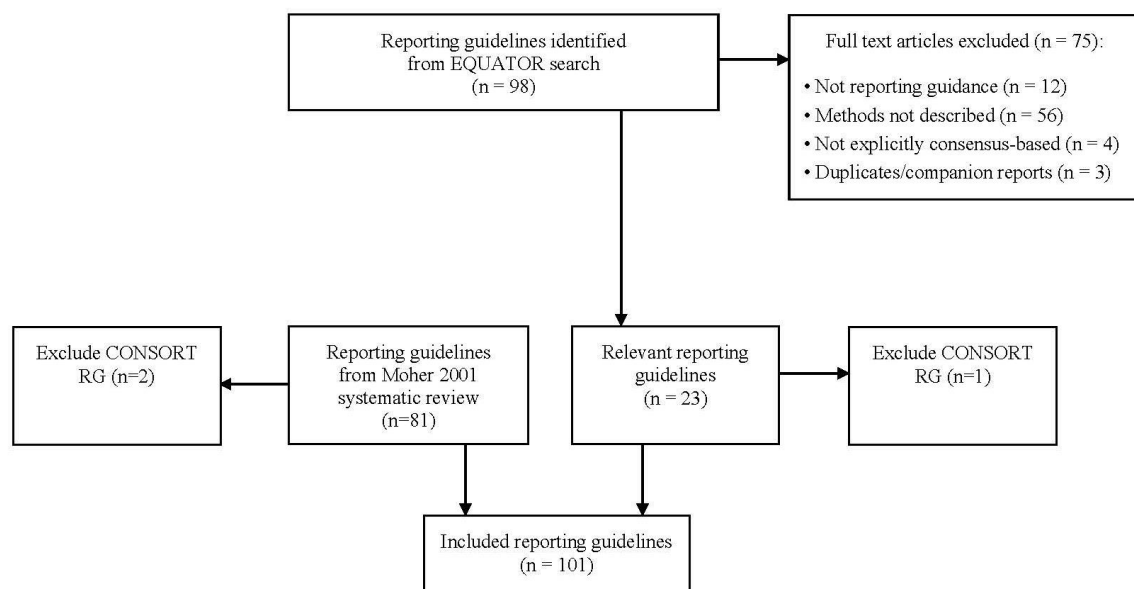 Reporting guidelines identified
from EQUATOR search
(n = 98)
Full text articles excluded (n = 75):
• Not reporting guidance (n = 12)
• Methods not described (n = 56)
• Not explicitly consensus-based (n = 4)
• Duplicates/companion reports (n = 3)
Exclude CONSORT
RG (n=2)
Reporting guidelines
from Moher 2001
systematic review
(n=81)
Relevant reporting
guidelines
(n = 23)
Exclude CONSORT
RG (n=1)
Included reporting guidelines
(n = 101)